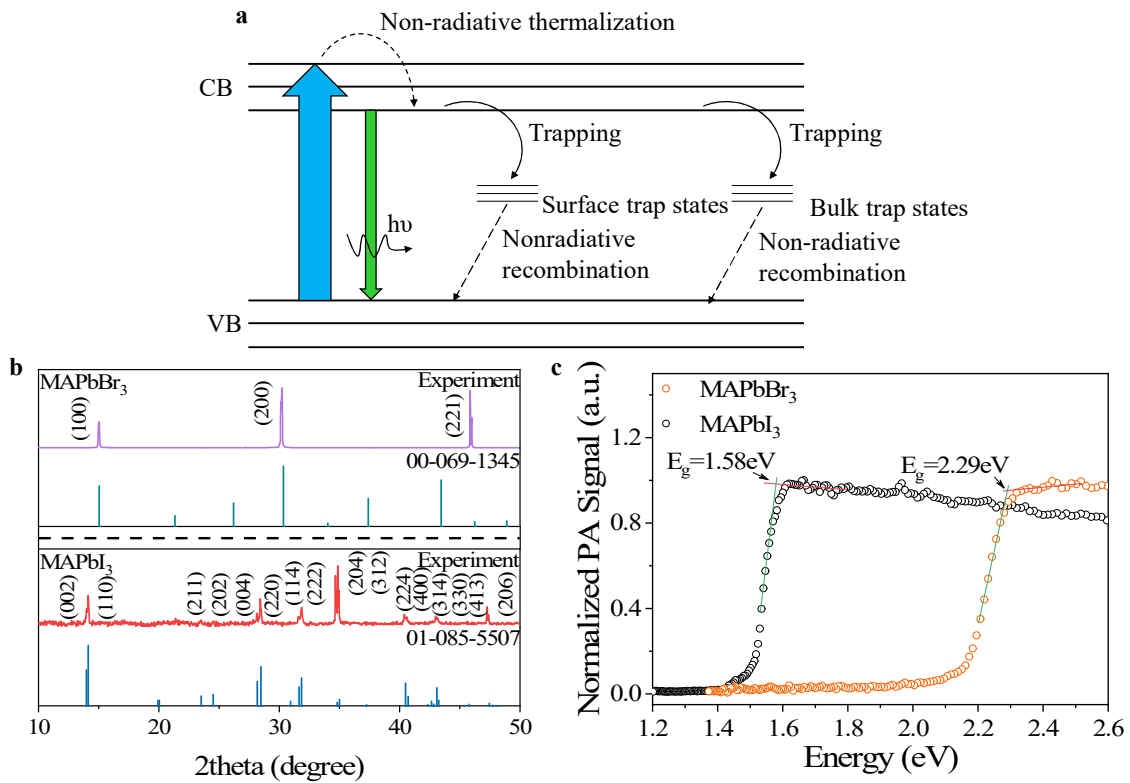 a
Non-radiative thermalization
CB
Trapping
Trapping
Surface trap states
Bulk trap states
hυ
Nonradiative
recombination
Non-radiative
recombination
VB
b
MAPbBr3
Experiment
(100)
(200)
(221)
00-069-1345
MAPbI3
Experiment
(002)
(110)
(211)
(202)
(004)
(220)
(114)
(222)
(204)
(312)
(224)
(400)
(314)
(330)
(413)
(206)
01-085-5507
10 20 30 40 50
2theta (degree)
c
MAPbBr3
MAPbI3
Eg=1.58eV
Eg=2.29eV
Normalized PA Signal (a.u.)
1.2
0.8
0.4
0.0
1.2 1.4 1.6 1.8 2.0 2.2 2.4 2.6
Energy (eV)